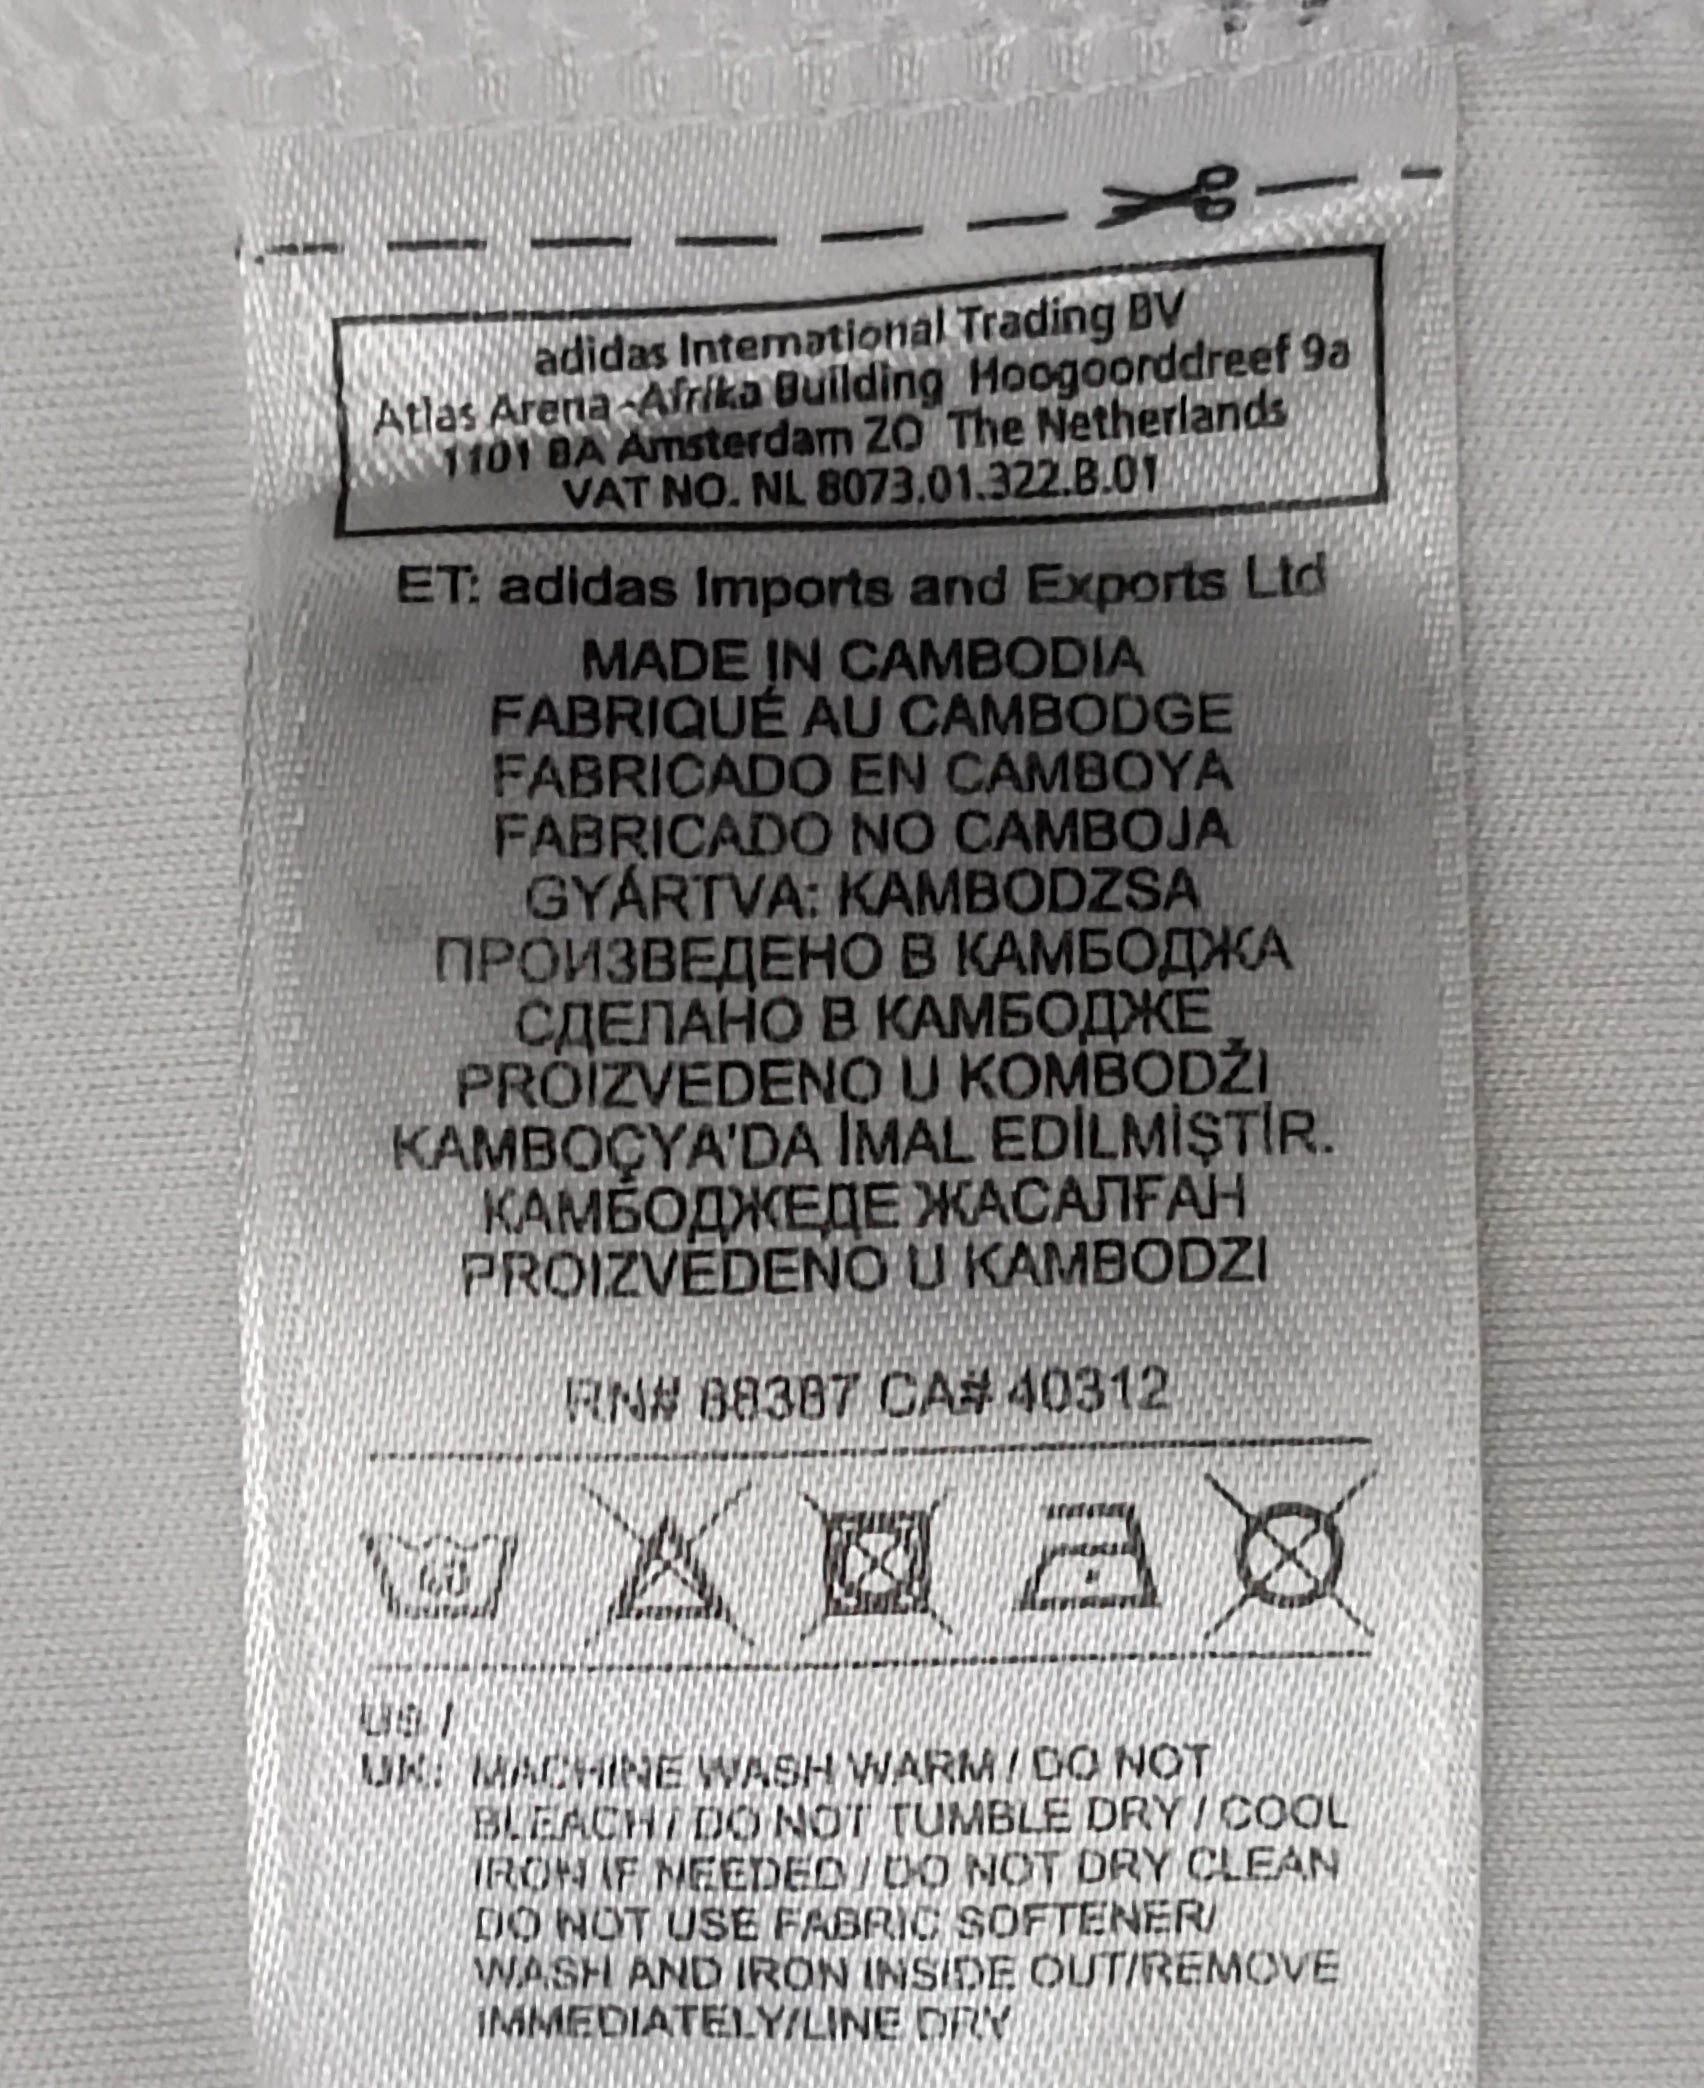 adidas International Trading BV
Atlas Arena -Afrika Building Hoogoorddreef 9a
1101 BA Amsterdam ZO The Netherlands
VAT NO. NL 8073.01.322.B.01
ET: adidas Imports and Exports Ltd
MADE IN CAMBODIA
FABRIQUÉ AU CAMBODGE
FABRICADO EN CAMBOYA
FABRICADO NO CAMBOJA
GYÁRTVA: KAMBODZSA
ПРОИЗВЕДЕНО В КАМБОДЖА
СДЕЛАНО В КАМБОДЖЕ
PROIZVEDENO U KOMBODŽI
KAMBOÇYA'DA İMAL EDİLMİŞTİR.
КАМБОДЖЕДЕ ЖАСАЛҒАН
PROIZVEDENO U KAMBODZI
RN# 88387 CA# 40312
40
US /
UK: MACHINE WASH WARM / DO NOT
BLEACH / DO NOT TUMBLE DRY / COOL
IRON IF NEEDED / DO NOT DRY CLEAN
DO NOT USE FABRIC SOFTENER/
WASH AND IRON INSIDE OUT/REMOVE
IMMEDIATELY/LINE DRY